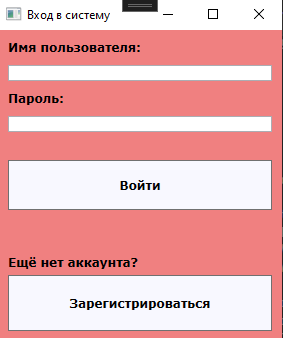 Вход в систему
Имя пользователя:
Пароль:
Войти
Ещё нет аккаунта?
Зарегистрироваться